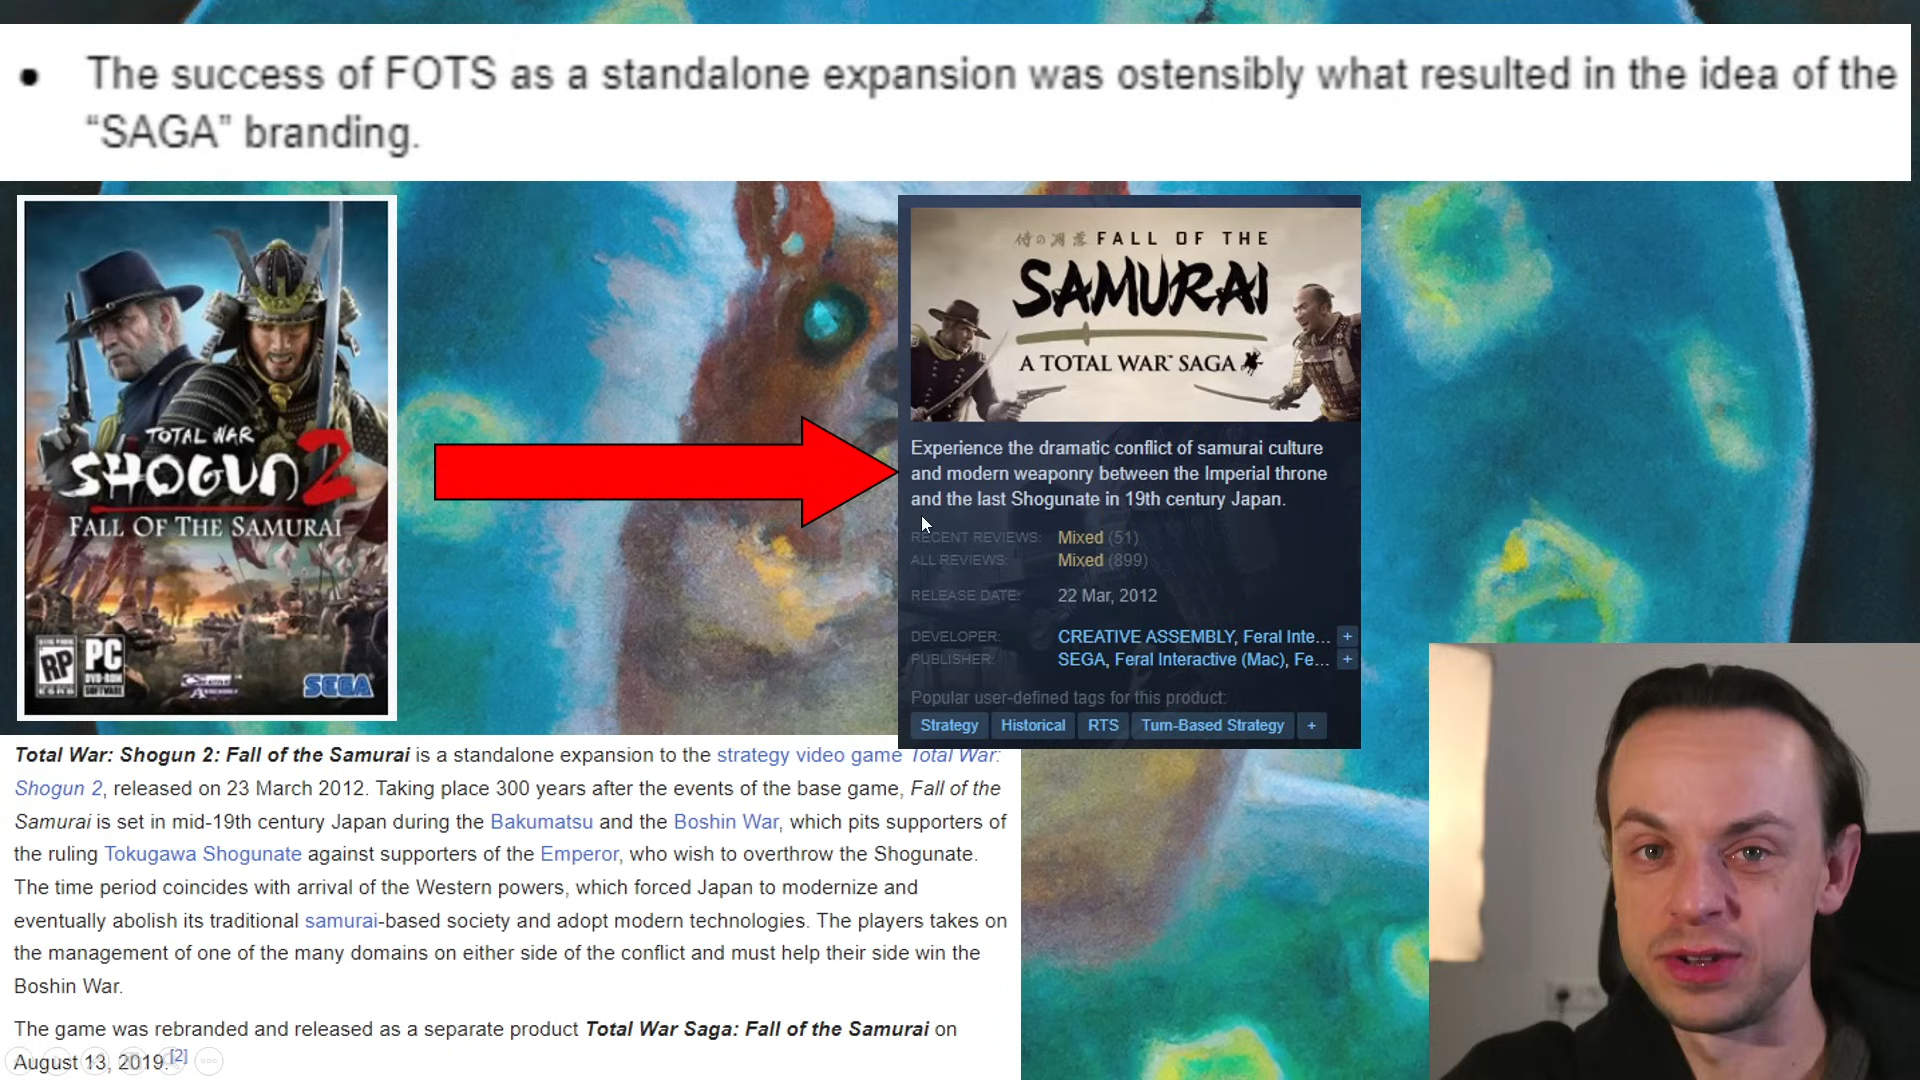 • The success of FOTS as a standalone expansion was ostensibly what resulted in the idea of the
“SAGA” branding.
TOTAL WAR
SHOGUN 2
FALL OF THE SAMURAI
RP
PC
DVD-ROM
SOFTWARE
SEGA
FALL OF THE
SAMURAI
A TOTAL WAR™ SAGA
Experience the dramatic conflict of samurai culture
and modern weaponry between the Imperial throne
and the last Shogunate in 19th century Japan.
RECENT REVIEWS: Mixed (51)
ALL REVIEWS: Mixed (899)
RELEASE DATE: 22 Mar, 2012
DEVELOPER: CREATIVE ASSEMBLY, Feral Inte... +
PUBLISHER: SEGA, Feral Interactive (Mac), Fe... +
Popular user-defined tags for this product:
Strategy Historical RTS Turn-Based Strategy +
Total War: Shogun 2: Fall of the Samurai is a standalone expansion to the strategy video game Total War:
Shogun 2, released on 23 March 2012. Taking place 300 years after the events of the base game, Fall of the
Samurai is set in mid-19th century Japan during the Bakumatsu and the Boshin War, which pits supporters of
the ruling Tokugawa Shogunate against supporters of the Emperor, who wish to overthrow the Shogunate.
The time period coincides with arrival of the Western powers, which forced Japan to modernize and
eventually abolish its traditional samurai-based society and adopt modern technologies. The players takes on
the management of one of the many domains on either side of the conflict and must help their side win the
Boshin War.
The game was rebranded and released as a separate product Total War Saga: Fall of the Samurai on
August 13, 2019.[2]